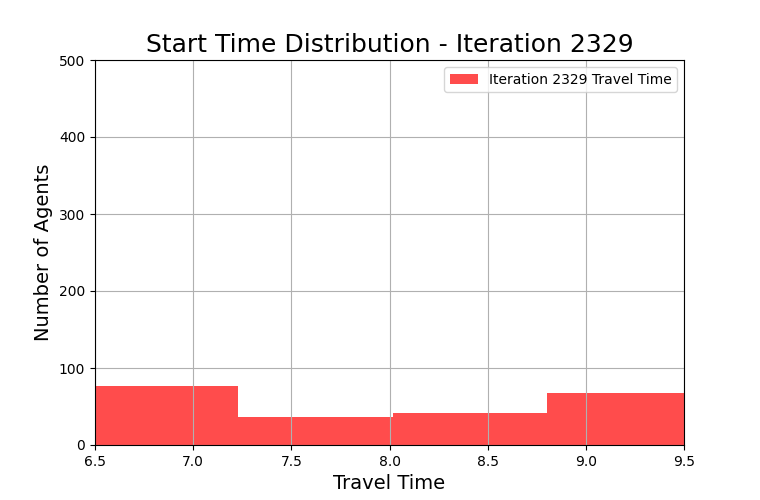 Start Time Distribution - Iteration 2329
Iteration 2329 Travel Time
Number of Agents
500
400
300
200
100
0
6.5 7.0 7.5 8.0 8.5 9.0 9.5
Travel Time